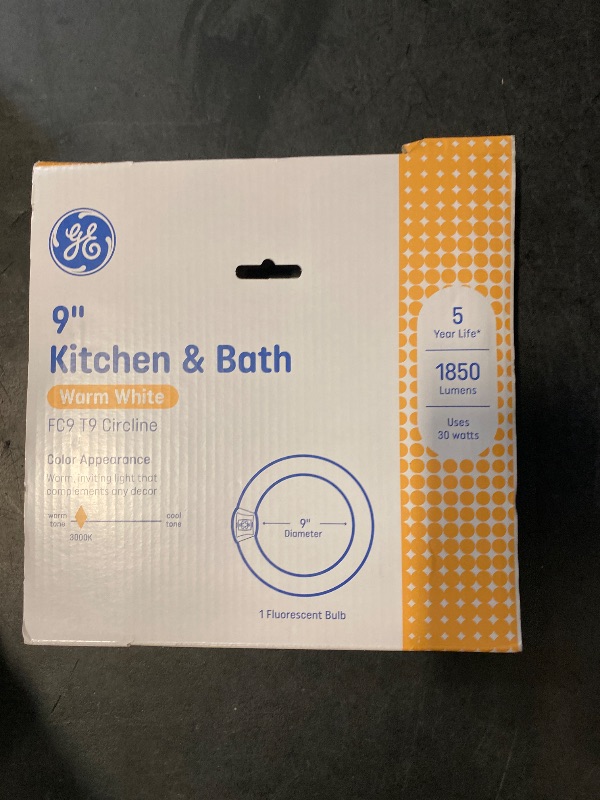 GE
9"
Kitchen & Bath
Warm White
FC9 T9 Circline
Color Appearance
Warm, inviting light that
complements any decor
warm
tone
cool
tone
3000K
9"
Diameter
1 Fluorescent Bulb
5
Year Life*
1850
Lumens
Uses
30 watts